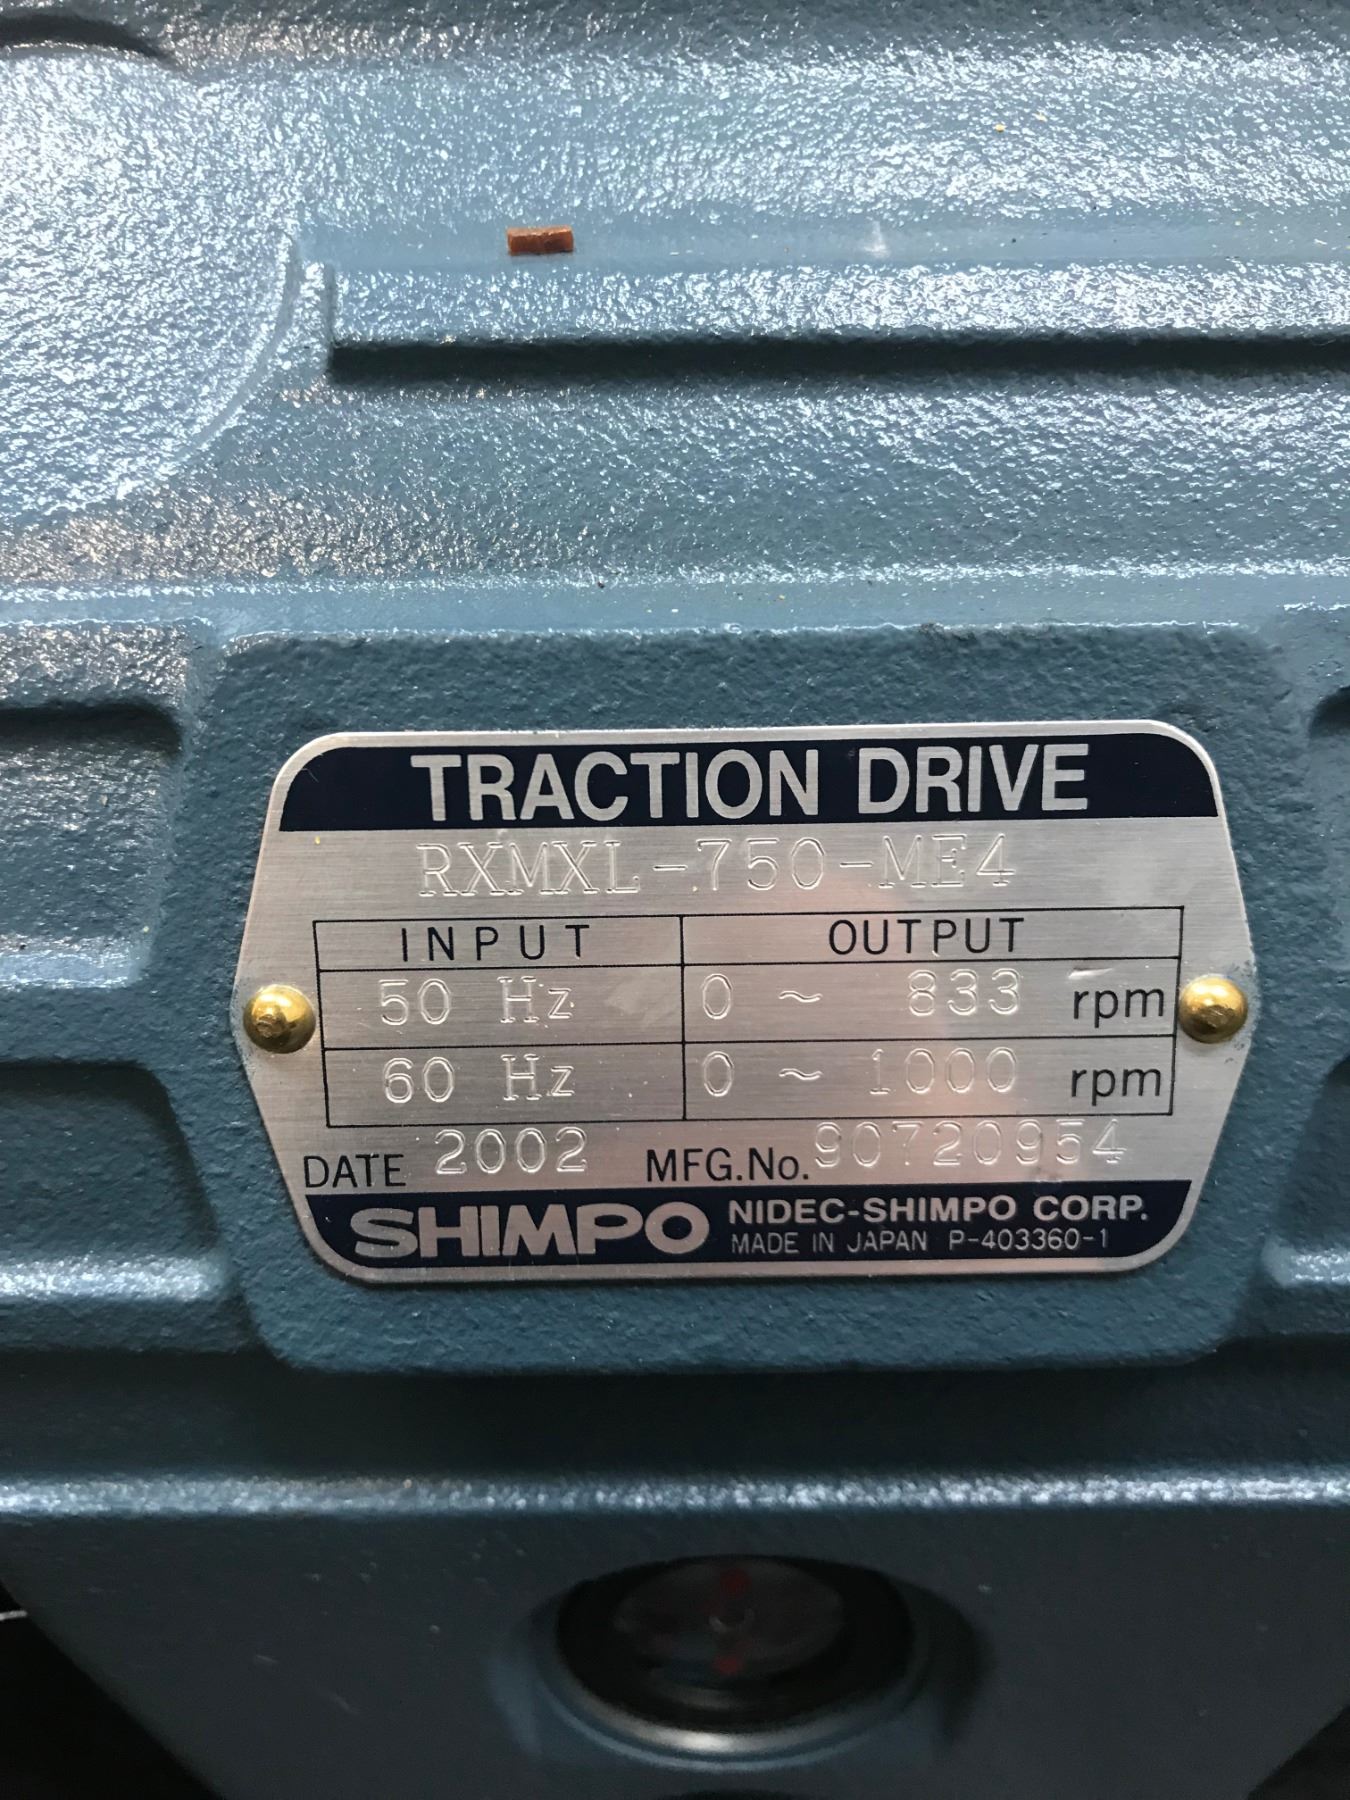 TRACTION DRIVE
RXMXL-750-ME4
INPUT OUTPUT
50 Hz 0 ~ 833 rpm
60 Hz 0 ~ 1000 rpm
DATE 2002 MFG.No. 90720954
SHIMPO NIDEC-SHIMPO CORP.
MADE IN JAPAN P-403360-1